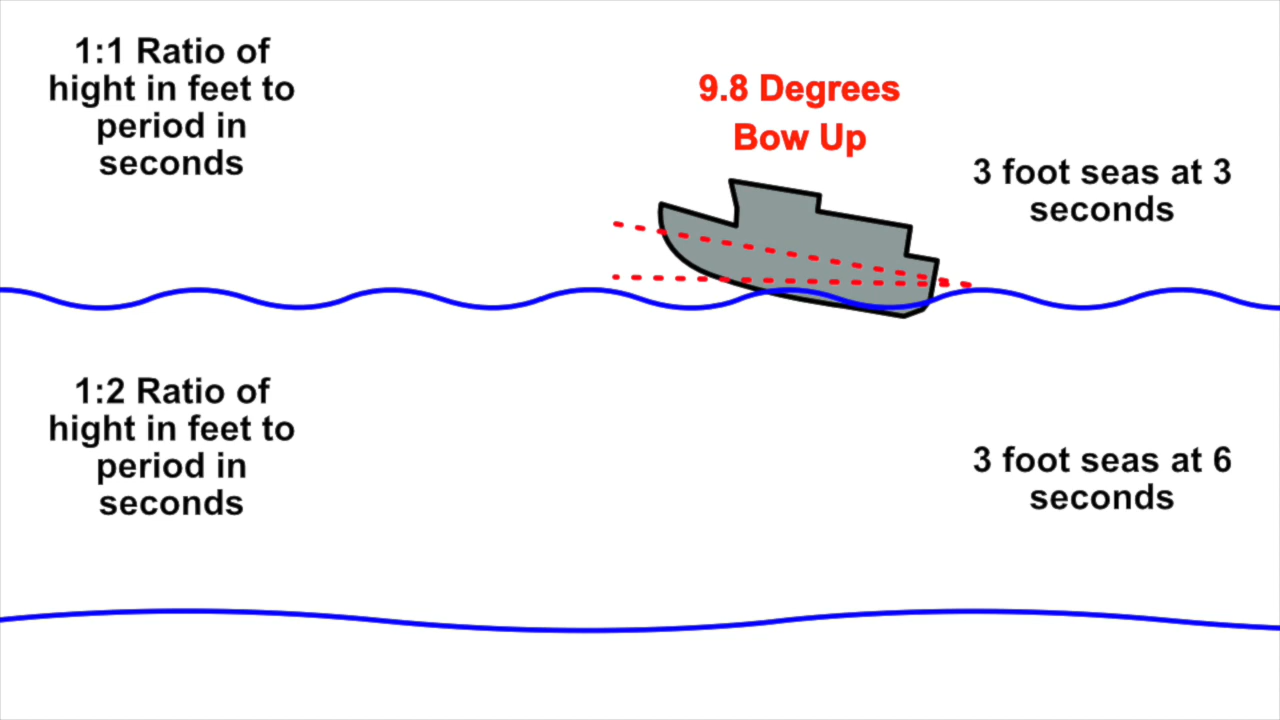 1:1 Ratio of
hight in feet to
period in
seconds
9.8 Degrees
Bow Up
3 foot seas at 3
seconds
1:2 Ratio of
hight in feet to
period in
seconds
3 foot seas at 6
seconds